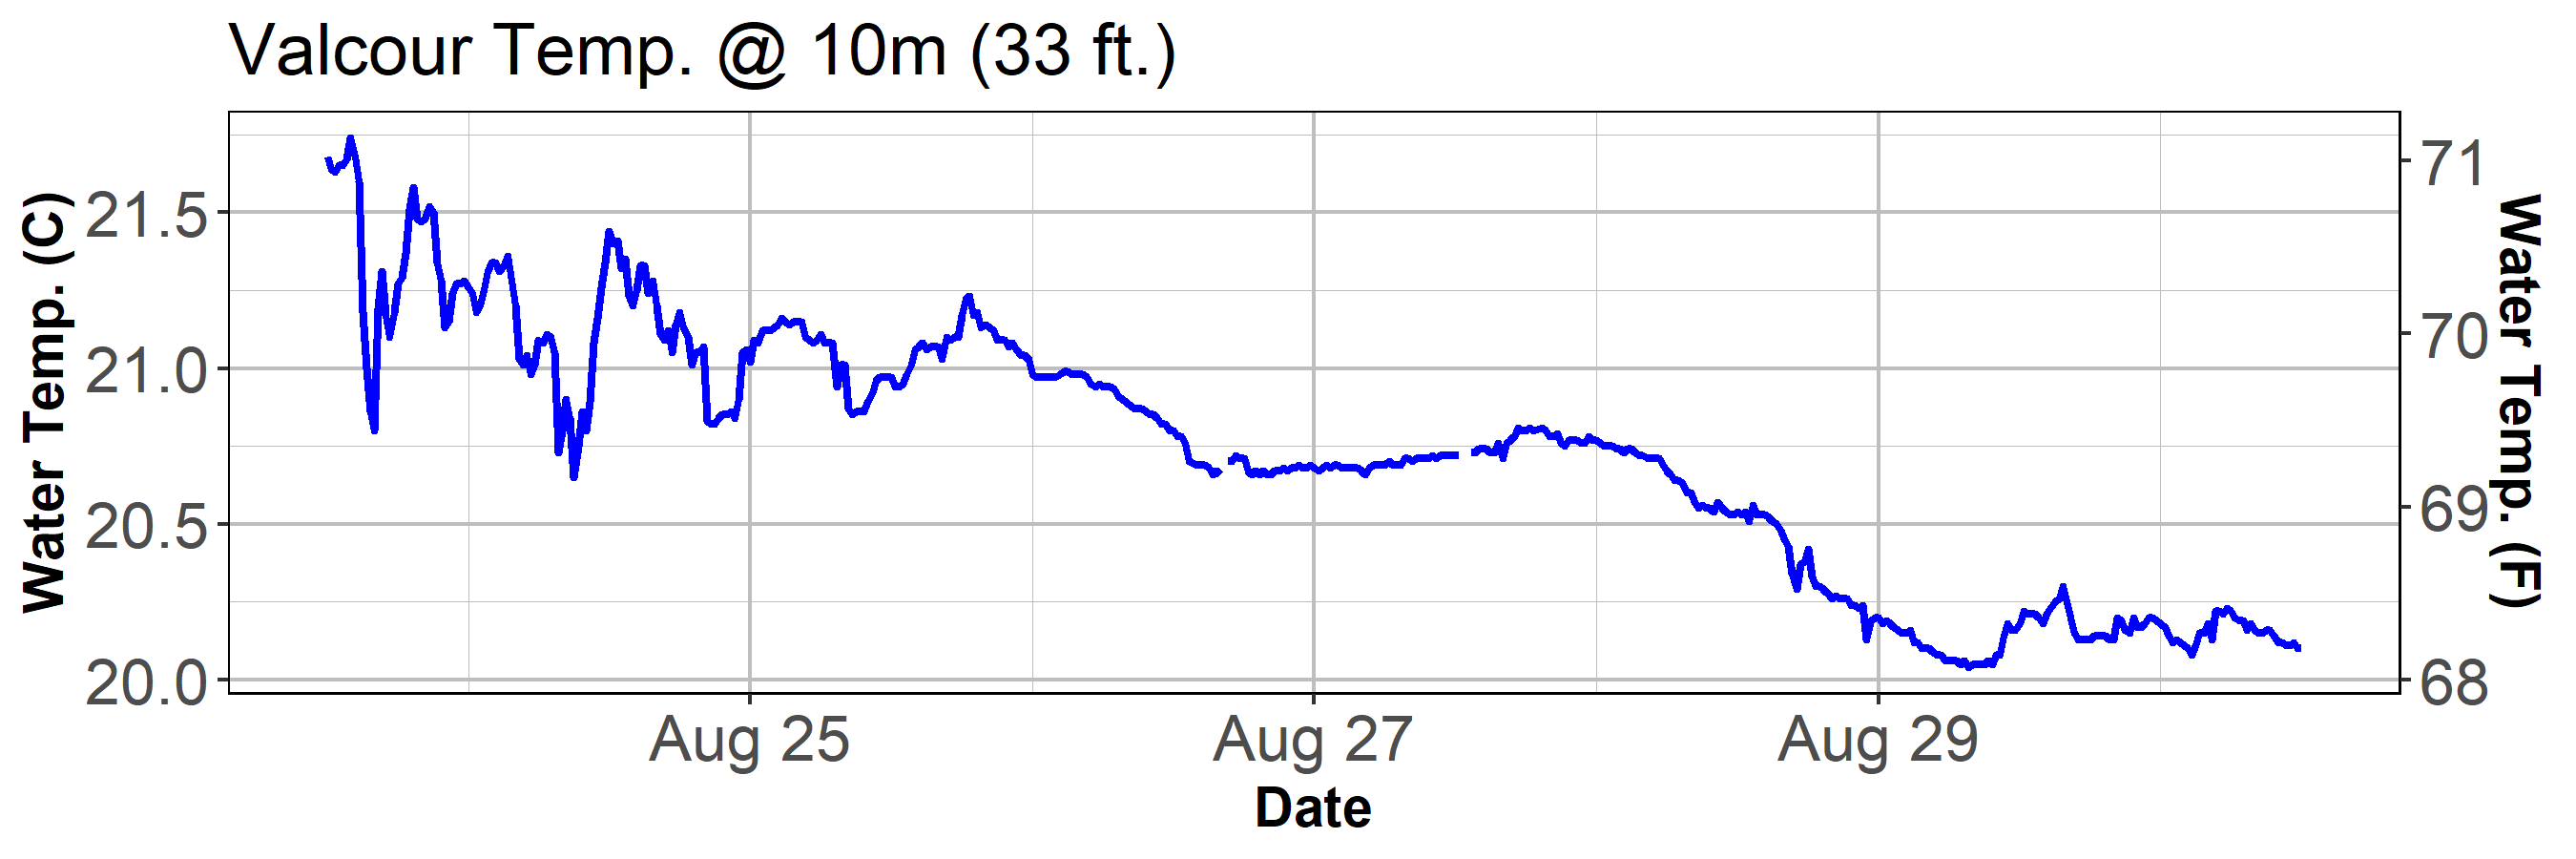 Valcour Temp. @ 10m (33 ft.)
Water Temp. (C)
21.5
21.0
20.5
20.0
71
70
69
68
Water Temp. (F)
Aug 25
Aug 27
Aug 29
Date